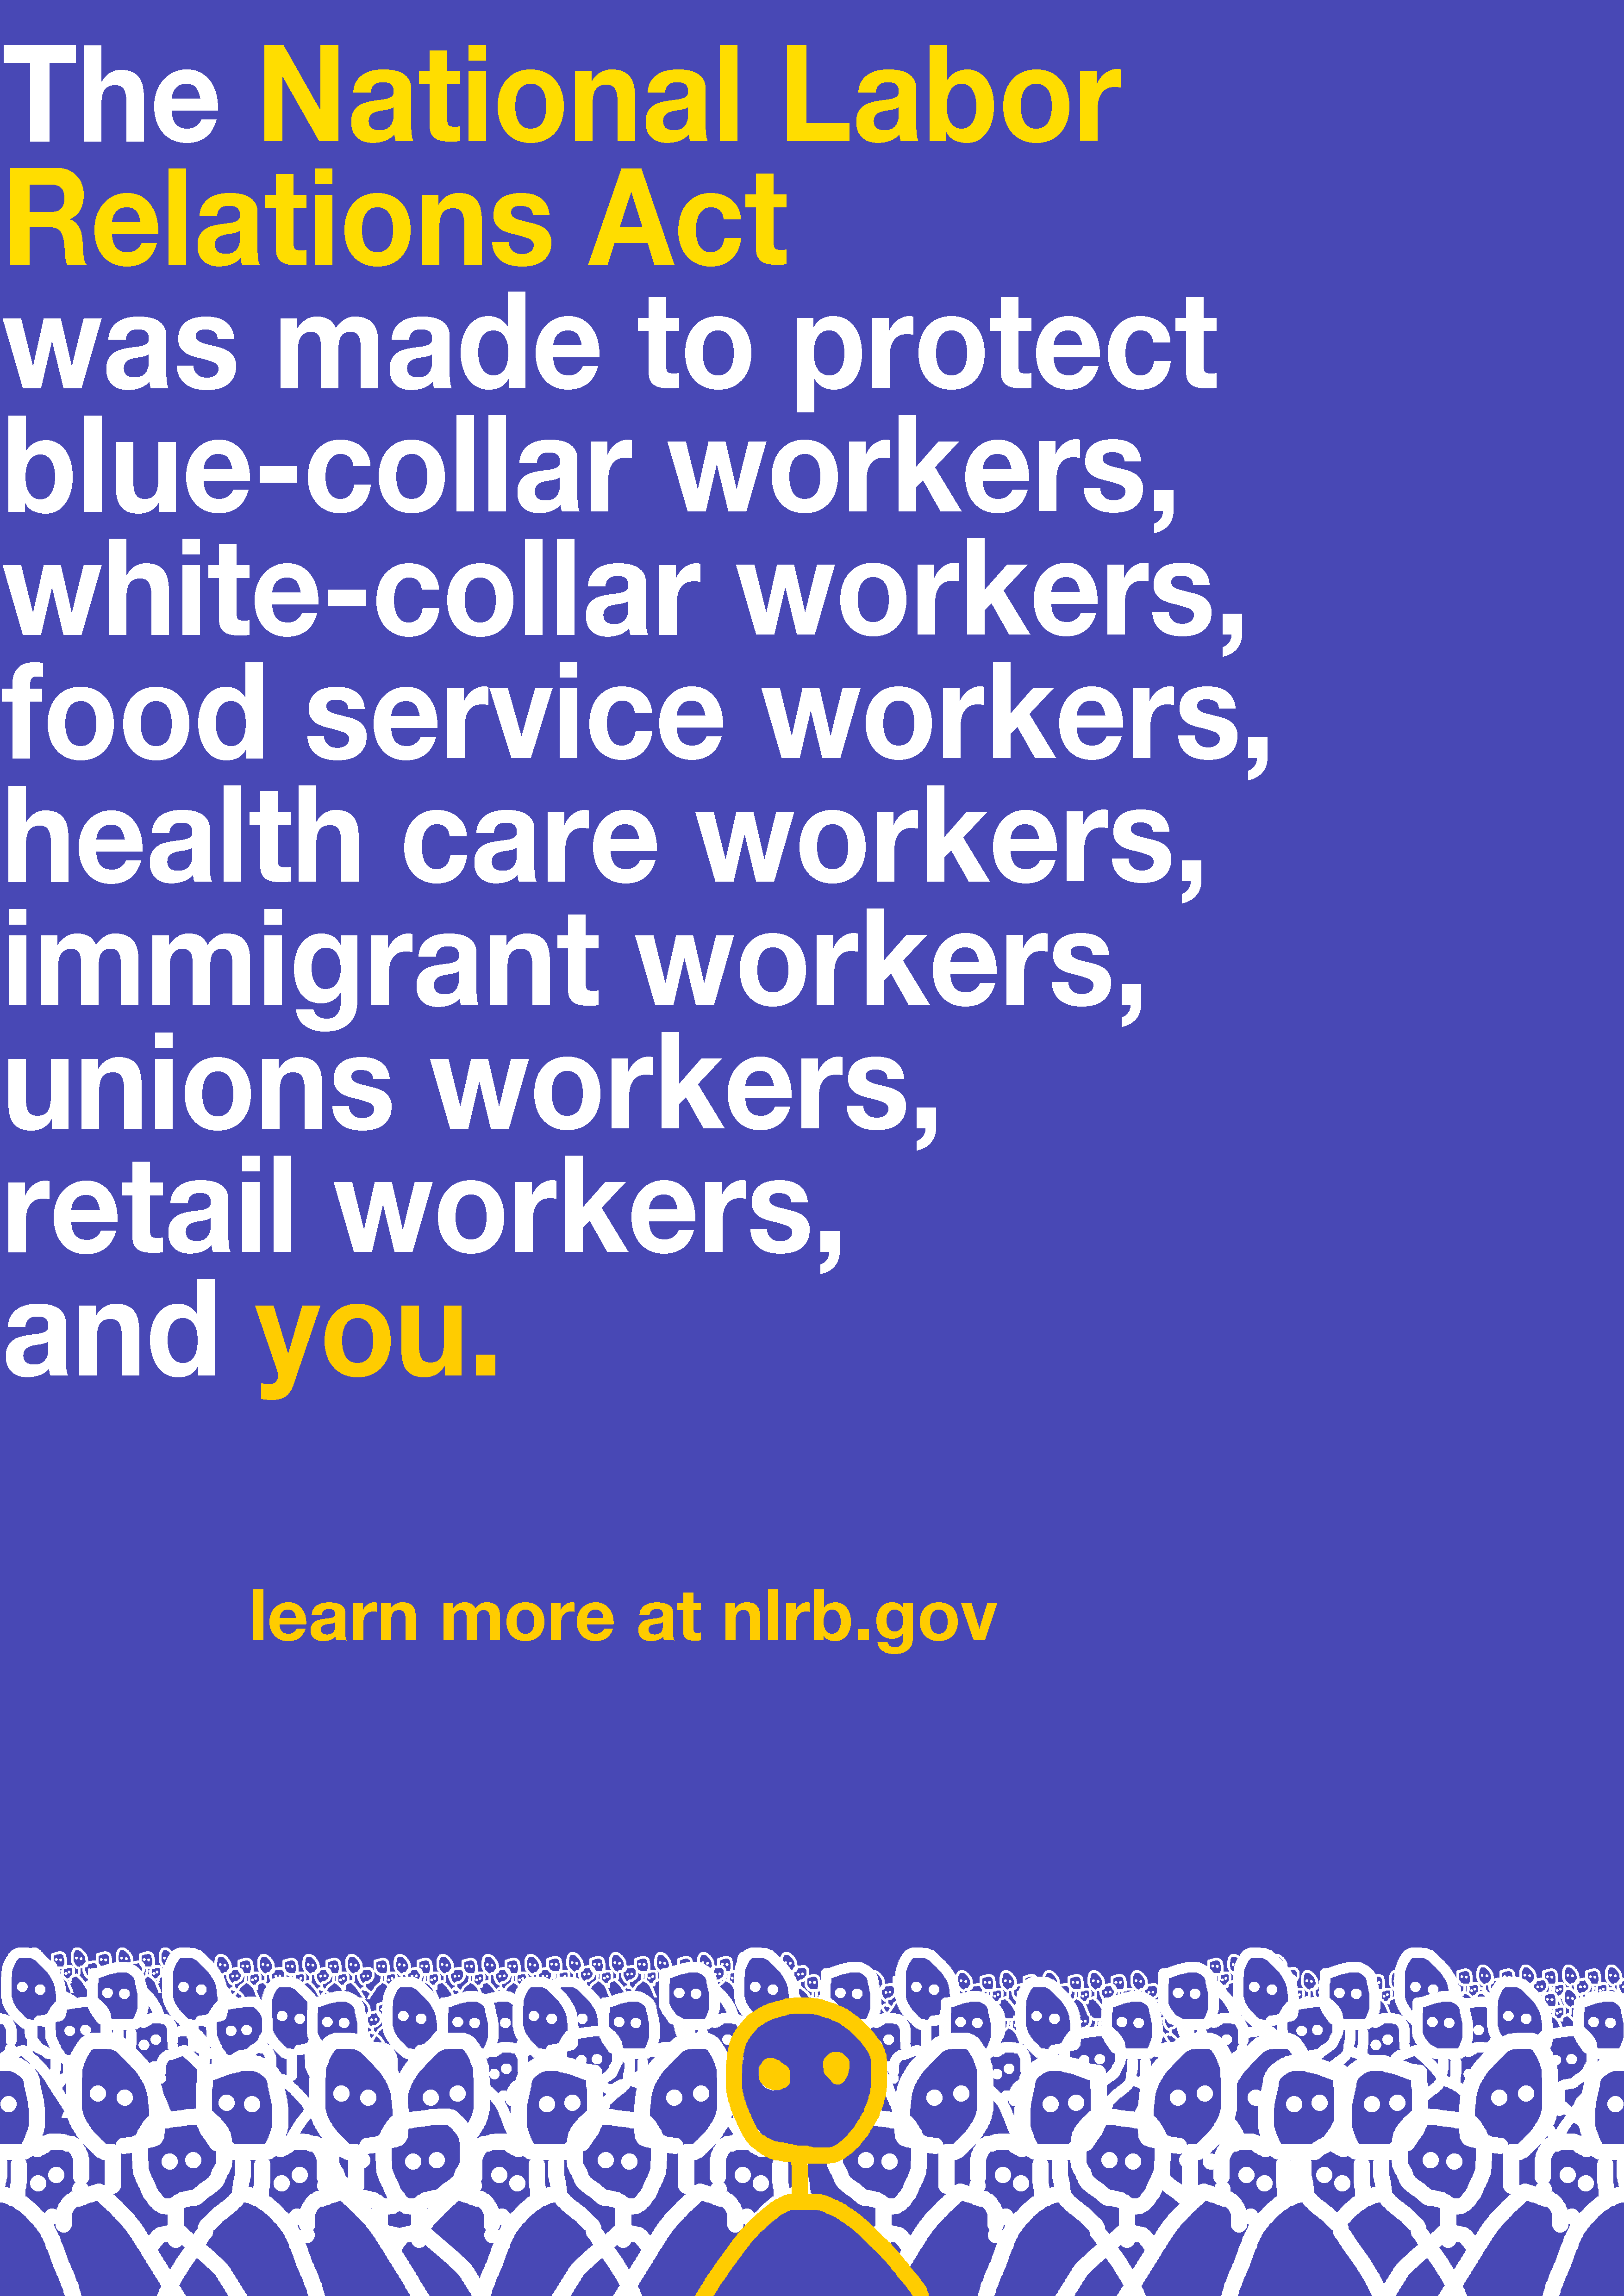 The National Labor
Relations Act
was made to protect
blue-collar workers,
white-collar workers,
food service workers,
health care workers,
immigrant workers,
unions workers,
retail workers,
and you.
learn more at nlrb.gov